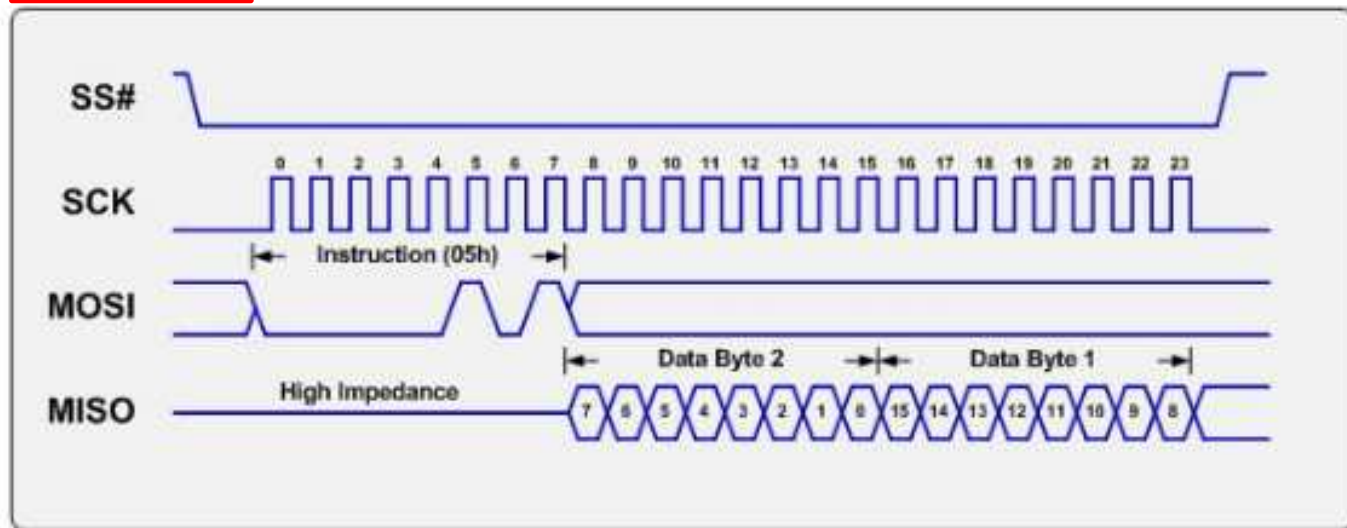 SS#
0 1 2 3 4 5 6 7 8 9 10 11 12 13 14 15 16 17 18 19 20 21 22 23
SCK
Instruction (05h)
MOSI
Data Byte 2 Data Byte 1
High Impedance
MISO
7 6 5 4 3 2 1 0 15 14 13 12 11 10 9 8